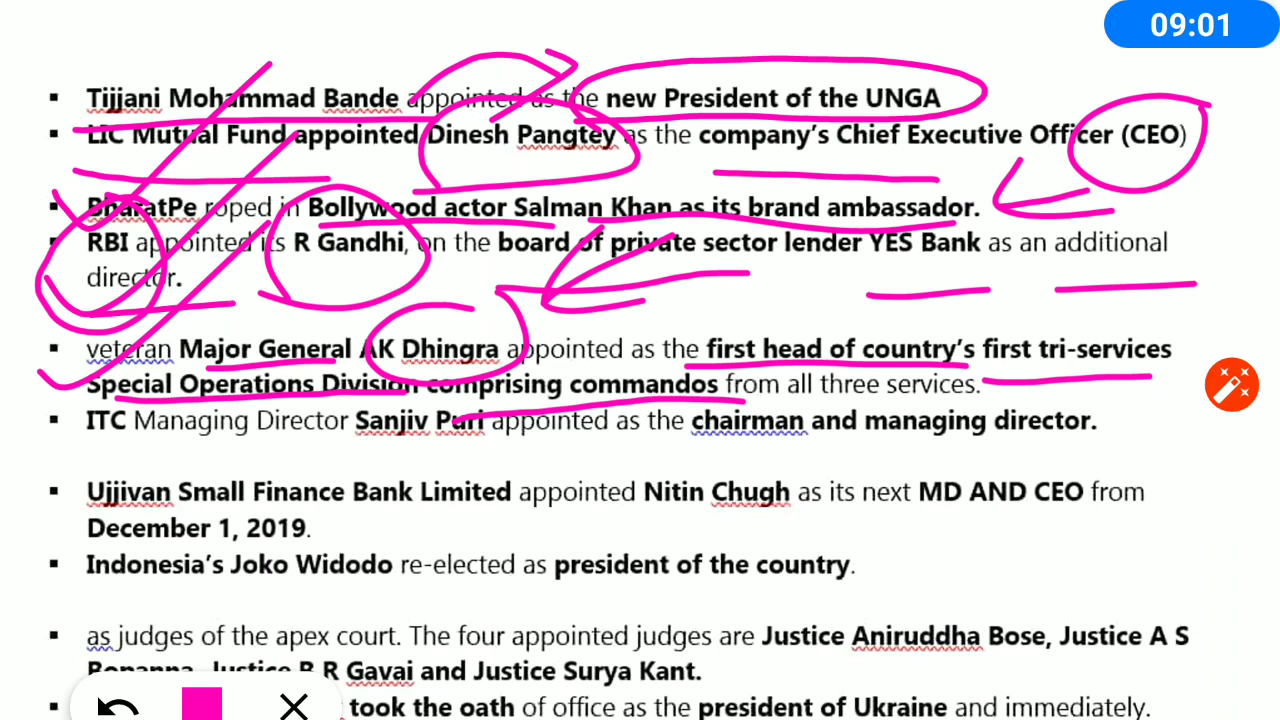 09:01
▪ Tijjani Mohammad Bande appointed as the new President of the UNGA
▪ LIC Mutual Fund appointed Dinesh Pangtey as the company's Chief Executive Officer (CEO)
▪ BharatPe roped in Bollywood actor Salman Khan as its brand ambassador.
▪ RBI appointed its R Gandhi, on the board of private sector lender YES Bank as an additional
director.
▪ veteran Major General AK Dhingra appointed as the first head of country's first tri-services
Special Operations Division comprising commandos from all three services.
▪ ITC Managing Director Sanjiv Puri appointed as the chairman and managing director.
▪ Ujjivan Small Finance Bank Limited appointed Nitin Chugh as its next MD AND CEO from
December 1, 2019.
▪ Indonesia's Joko Widodo re-elected as president of the country.
▪ as judges of the apex court. The four appointed judges are Justice Aniruddha Bose, Justice A S
Bopanna, Justice B R Gavai and Justice Surya Kant.
▪ took the oath of office as the president of Ukraine and immediately.